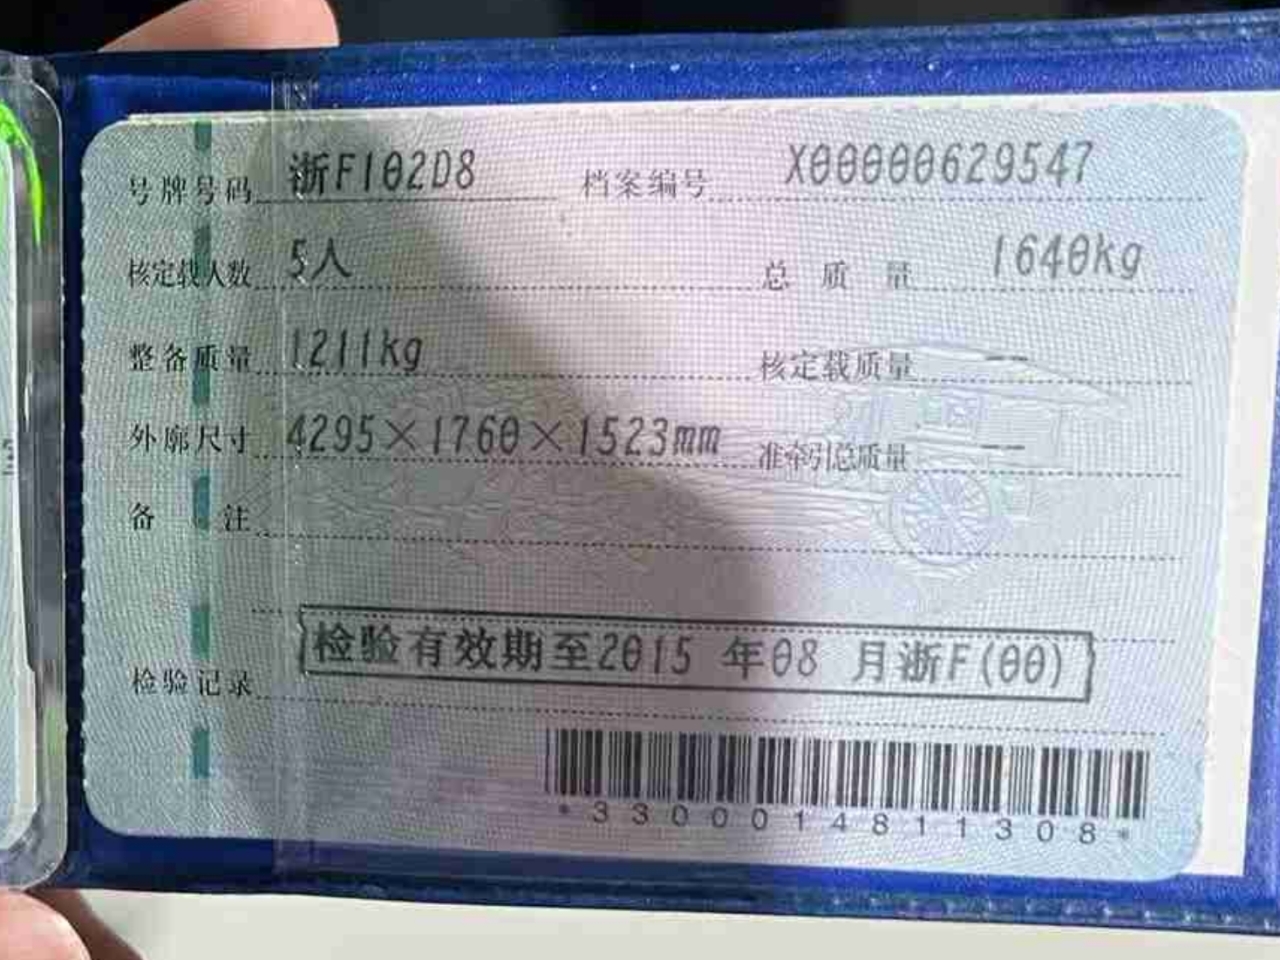 号牌号码 浙F102D8 档案编号 X00000629547
核定载人数 5人 总质量 1640kg
整备质量 1211kg 核定载质量 --
外廓尺寸 4295×1760×1523mm 准牵引总质量 --
备注
检验有效期至2015 年08 月浙F(00)
检验记录
*3300014811308*